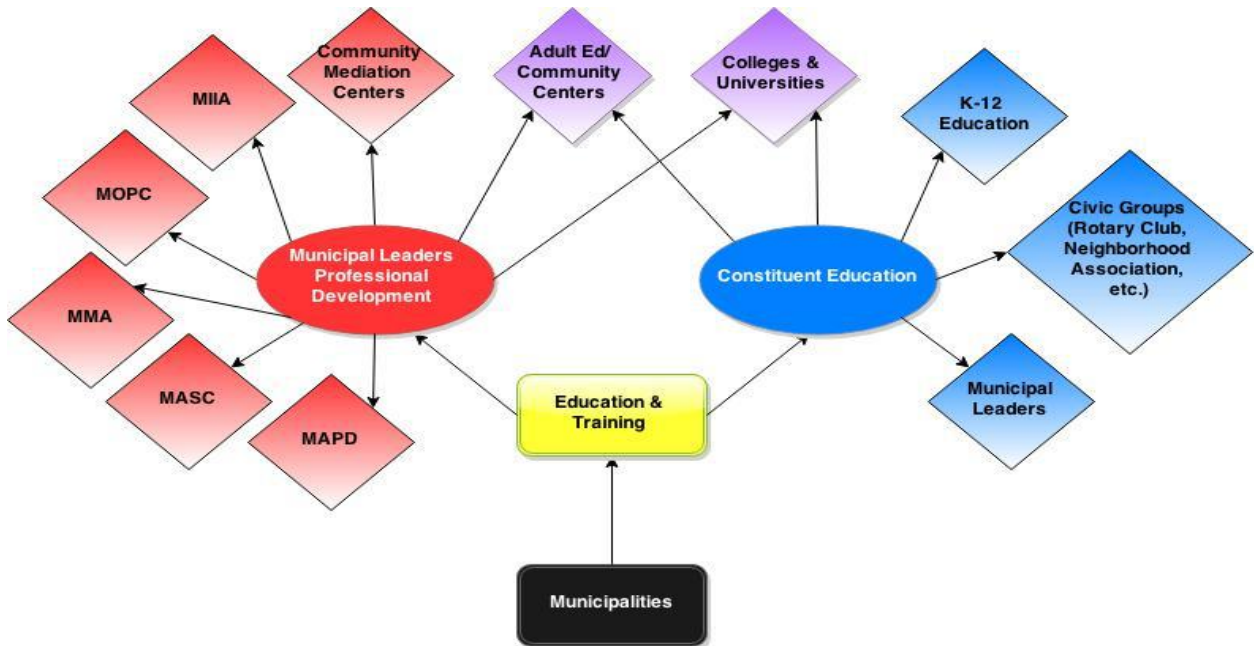 Community
Mediation
Centers
Adult Ed/
Community
Centers
Colleges &
Universities
MIIA
K-12
Education
MOPC
Civic Groups
(Rotary Club,
Neighborhood
Association,
etc.)
Municipal Leaders
Professional
Development
Constituent Education
MMA
MASC
MAPD
Education &
Training
Municipal
Leaders
Municipalities